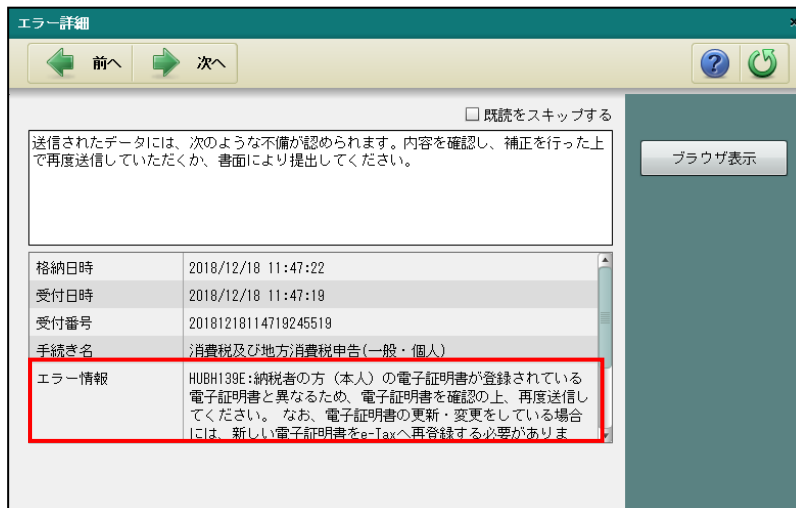 エラー詳細
前へ 次へ
□既読をスキップする
送信されたデータには、次のような不備が認められます。内容を確認し、補正を行った上
で再度送信していただくか、書面により提出してください。
ブラウザ表示
格納日時 2018/12/18 11:47:22
受付日時 2018/12/18 11:47:19
受付番号 20181218114719245519
手続き名 消費税及び地方消費税申告(一般・個人)
エラー情報 HUBH139E:納税者の方（本人）の電子証明書が登録されている
電子証明書と異なるため、電子証明書を確認の上、再度送信し
てください。 なお、電子証明書の更新・変更をしている場合
には、新しい電子証明書をe-Taxへ再登録する必要がありま